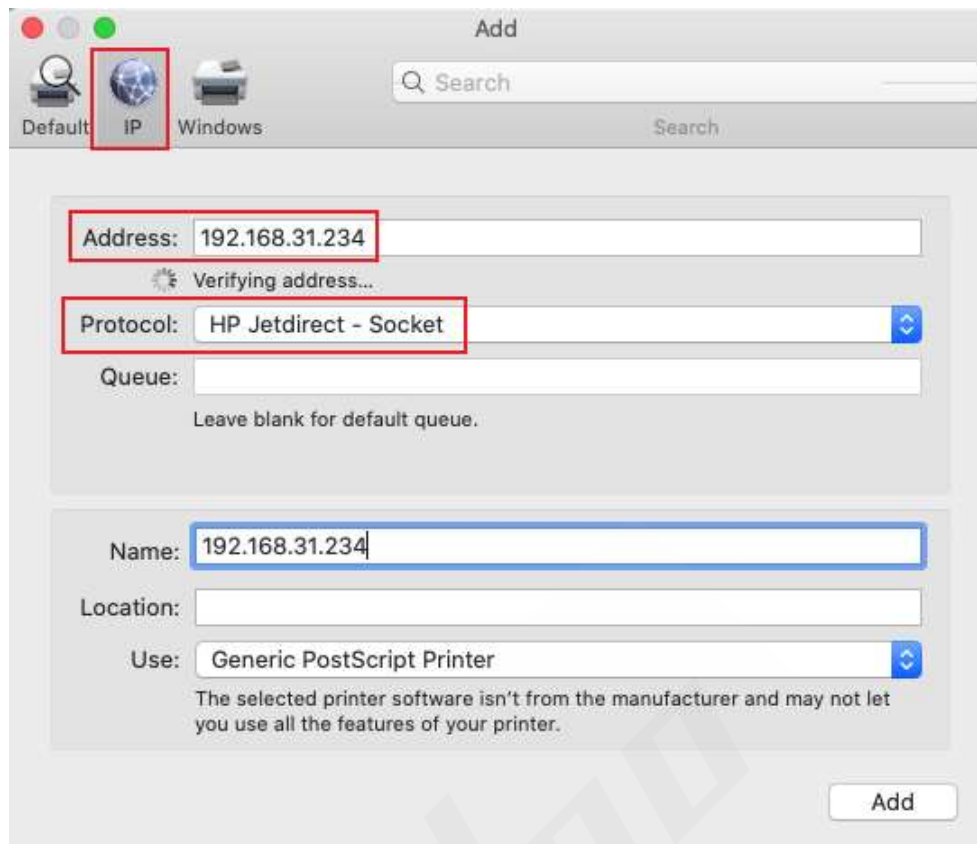 Add
Search
Default IP Windows
Search
Address: 192.168.31.234
Verifying address...
Protocol: HP Jetdirect - Socket
Queue:
Leave blank for default queue.
Name: 192.168.31.234
Location:
Use: Generic PostScript Printer
The selected printer software isn't from the manufacturer and may not let
you use all the features of your printer.
Add